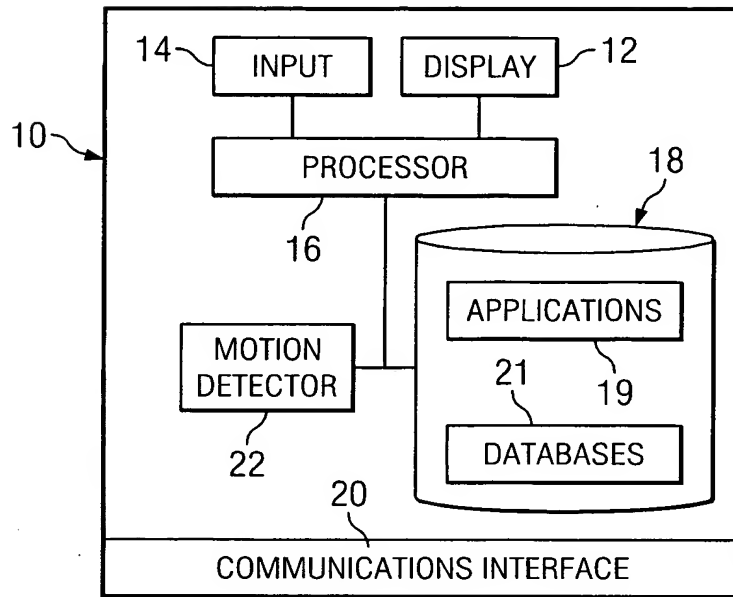 14 INPUT DISPLAY 12
10
PROCESSOR
16
18
APPLICATIONS
19
MOTION
DETECTOR
22
21
DATABASES
20
COMMUNICATIONS INTERFACE